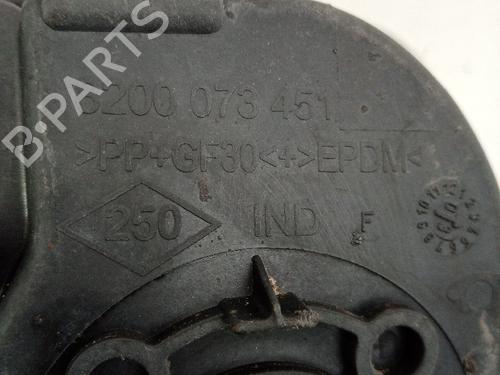 B-PARTS
8200 073 451
>PP+GF30<+>EPDM<
250 IND F